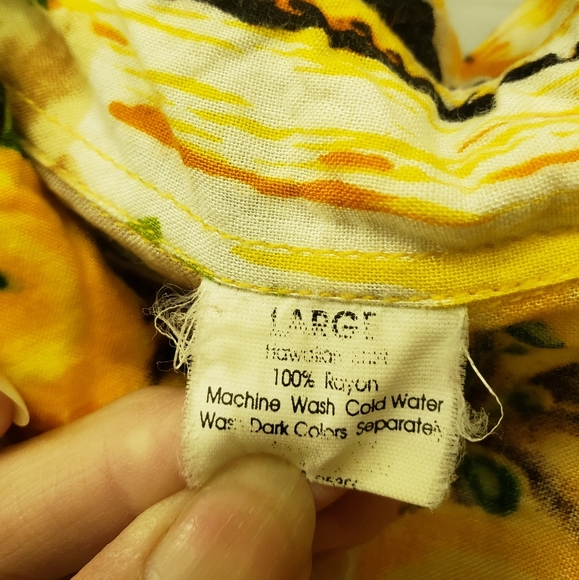 LARGE
Hawaiian Shirt
100% Rayon
Machine Wash Cold Water
Wash Dark Colors Separately